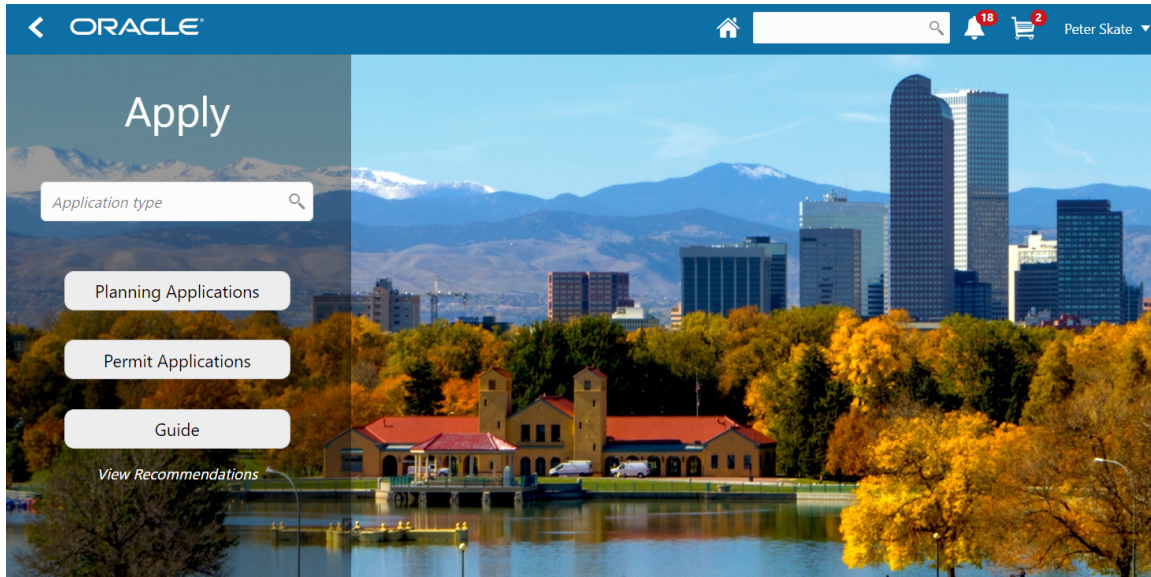 ORACLE
18
2
Peter Skate
Apply
Application type
Planning Applications
Permit Applications
Guide
View Recommendations